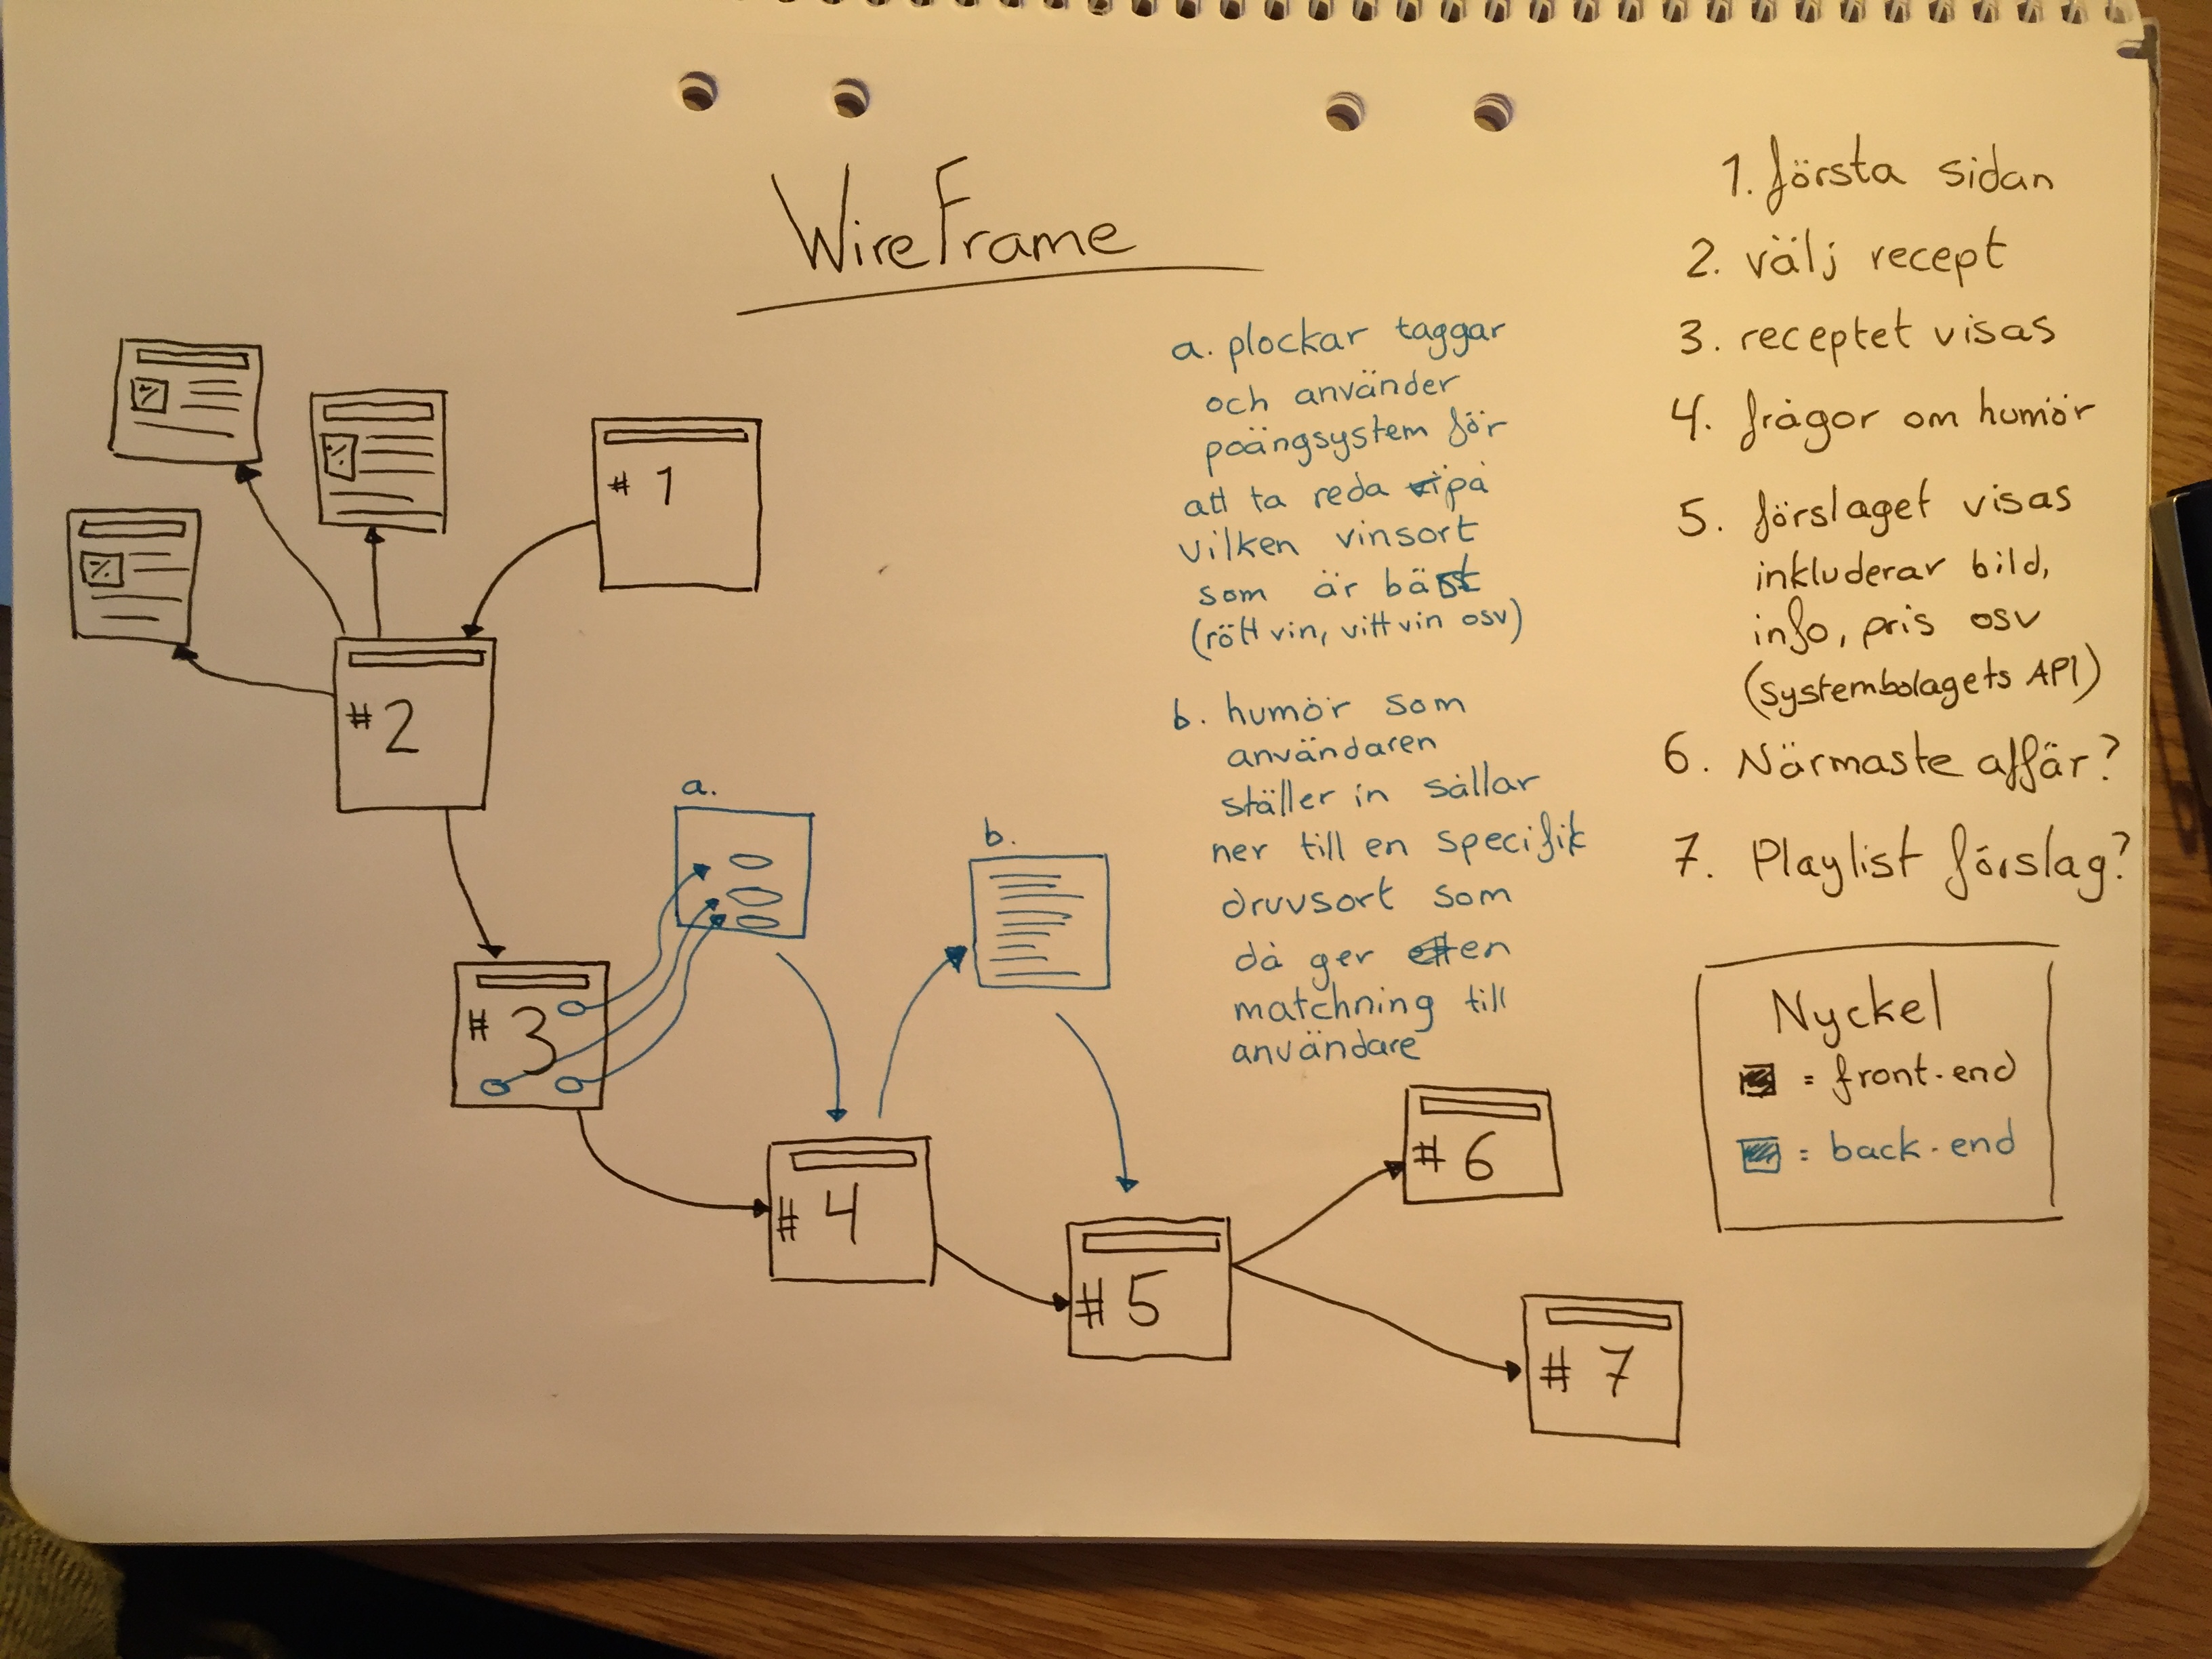 WireFrame
1. första sidan
2. välj recept
3. receptet visas
4. frågor om humör
5. förslaget visas
inkluderar bild,
info, pris osv
(systembolagets API)
6. Närmaste affär?
7. Playlist förslag?
a. plockar taggar
och använder
poängsystem för
att ta reda på
vilken vinsort
som är bäst
(rött vin, vitt vin osv)
b. humör som
användaren
ställer in sållar
ner till en specifik
druvsort som
då ger en
matchning till
användare
Nyckel
= front-end
= back-end
# 1
# 2
# 3
a.
b.
# 4
# 5
# 6
# 7